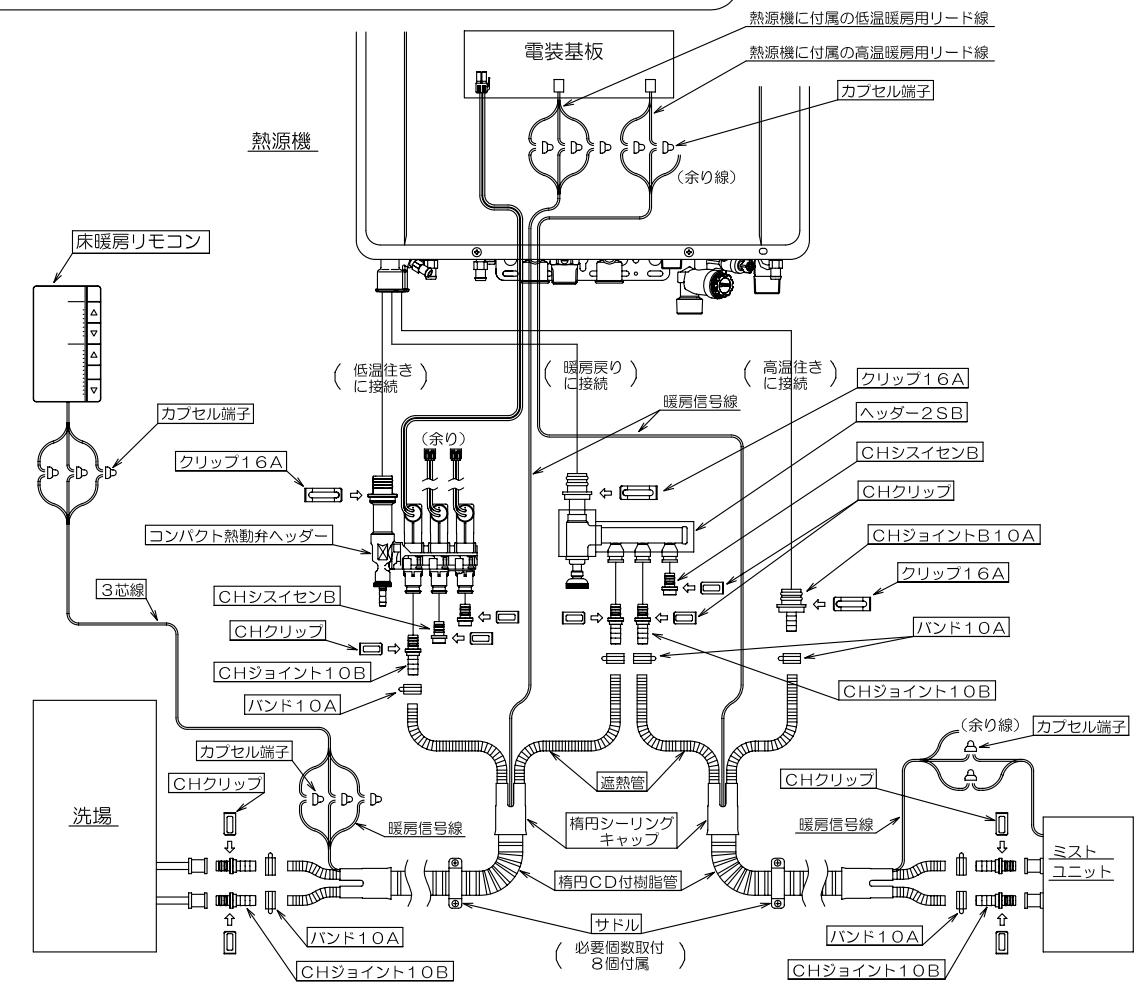 熱源機に付属の低温暖房用リード線
電装基板
熱源機に付属の高温暖房用リード線
カプセル端子
熱源機
(余り線)
床暖房リモコン
(低温往き
に接続)
(暖房戻り
に接続)
(高温往き
に接続)
クリップ16A
暖房信号線
カプセル端子
ヘッダー2SB
(余り)
CHシスイセンB
クリップ16A
CHクリップ
コンパクト熱動弁ヘッダー
CHジョイントB10A
クリップ16A
3芯線
CHシスイセンB
CHクリップ
バンド10A
CHジョイント10B
CHジョイント10B
バンド10A
(余り線)
カプセル端子
カプセル端子
CHクリップ
遮熱管
CHクリップ
洗場
暖房信号線
楕円シーリング
キャップ
暖房信号線
ミスト
ユニット
楕円CD付樹脂管
サドル
バンド10A
(必要個数取付
8個付属)
バンド10A
CHジョイント10B
CHジョイント10B